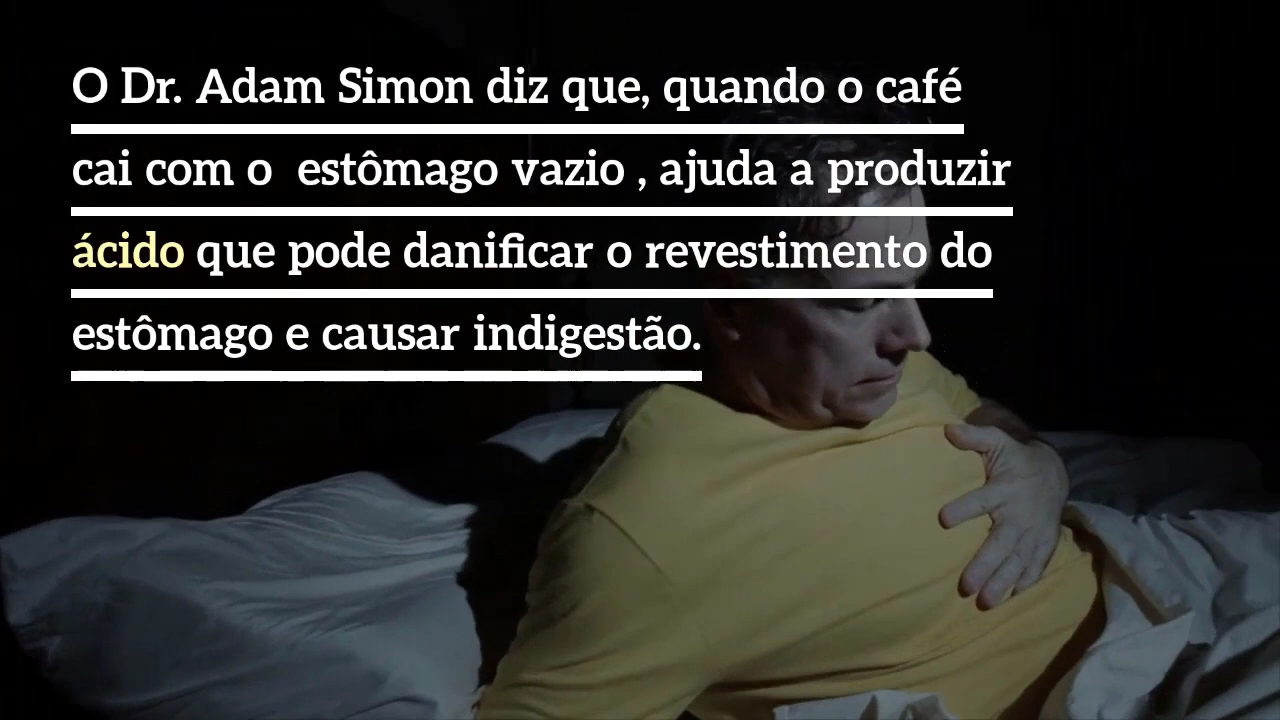 O Dr. Adam Simon diz que, quando o café
cai com o  estômago vazio , ajuda a produzir
ácido que pode danificar o revestimento do
estômago e causar indigestão.